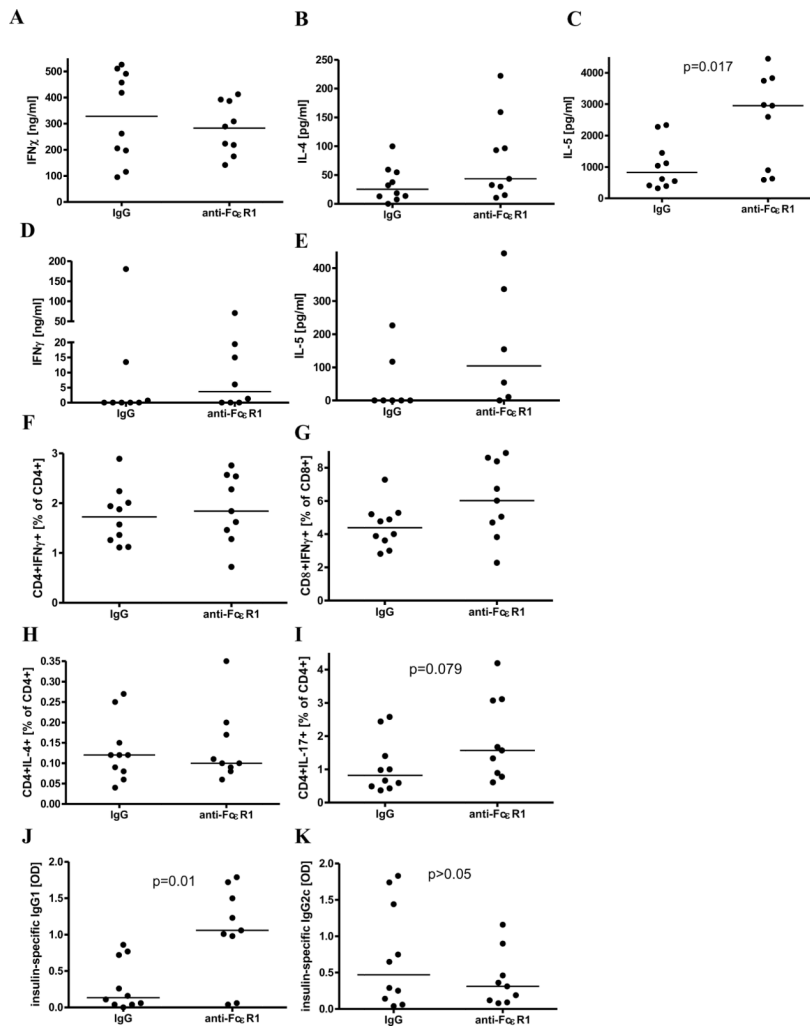 A
IFNχ [ng/ml]
500
400
300
200
100
0
IgG
anti-FcεR1
B
IL-4 [pg/ml]
250
200
150
100
50
0
IgG
anti-FcεR1
C
p=0.017
IL-5 [pg/ml]
4000
3000
2000
1000
0
IgG
anti-FcεR1
D
IFNγ [ng/ml]
200
150
100
50
20
15
10
5
0
IgG
anti-FcεR1
E
IL-5 [pg/ml]
400
300
200
100
0
IgG
anti-FcεR1
F
CD4+IFNγ+ [% of CD4+]
3
2
1
0
IgG
anti-FcεR1
G
CD8+IFNγ+ [% of CD8+]
8
6
4
2
0
IgG
anti-FcεR1
H
CD4+IL-4+ [% of CD4+]
0.35
0.30
0.25
0.20
0.15
0.10
0.05
0.00
IgG
anti-FcεR1
I
p=0.079
CD4+IL-17+ [% of CD4+]
4
3
2
1
0
IgG
anti-FcεR1
J
p=0.01
insulin-specific IgG1 [OD]
2.0
1.5
1.0
0.5
0.0
IgG
anti-FcεR1
K
p>0.05
insulin-specific IgG2c [OD]
2.0
1.5
1.0
0.5
0.0
IgG
anti-FcεR1